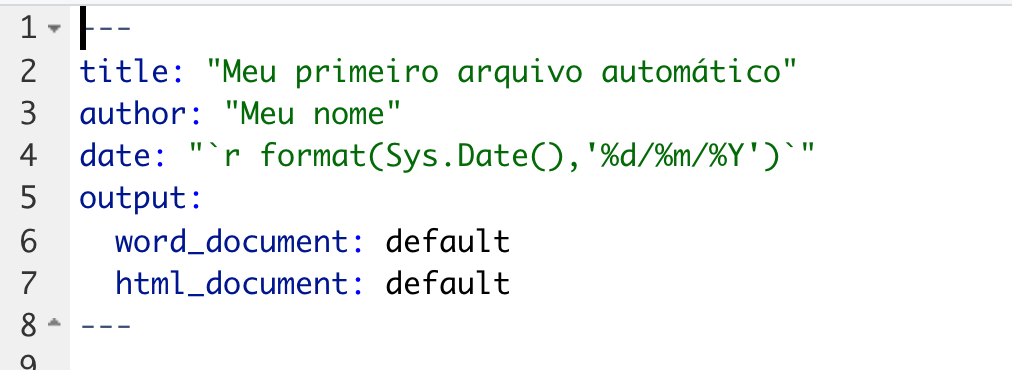 1 ---
2 title: "Meu primeiro arquivo automático"
3 author: "Meu nome"
4 date: "`r format(Sys.Date(),'%d/%m/%Y')`"
5 output:
6   word_document: default
7   html_document: default
8 ---
9